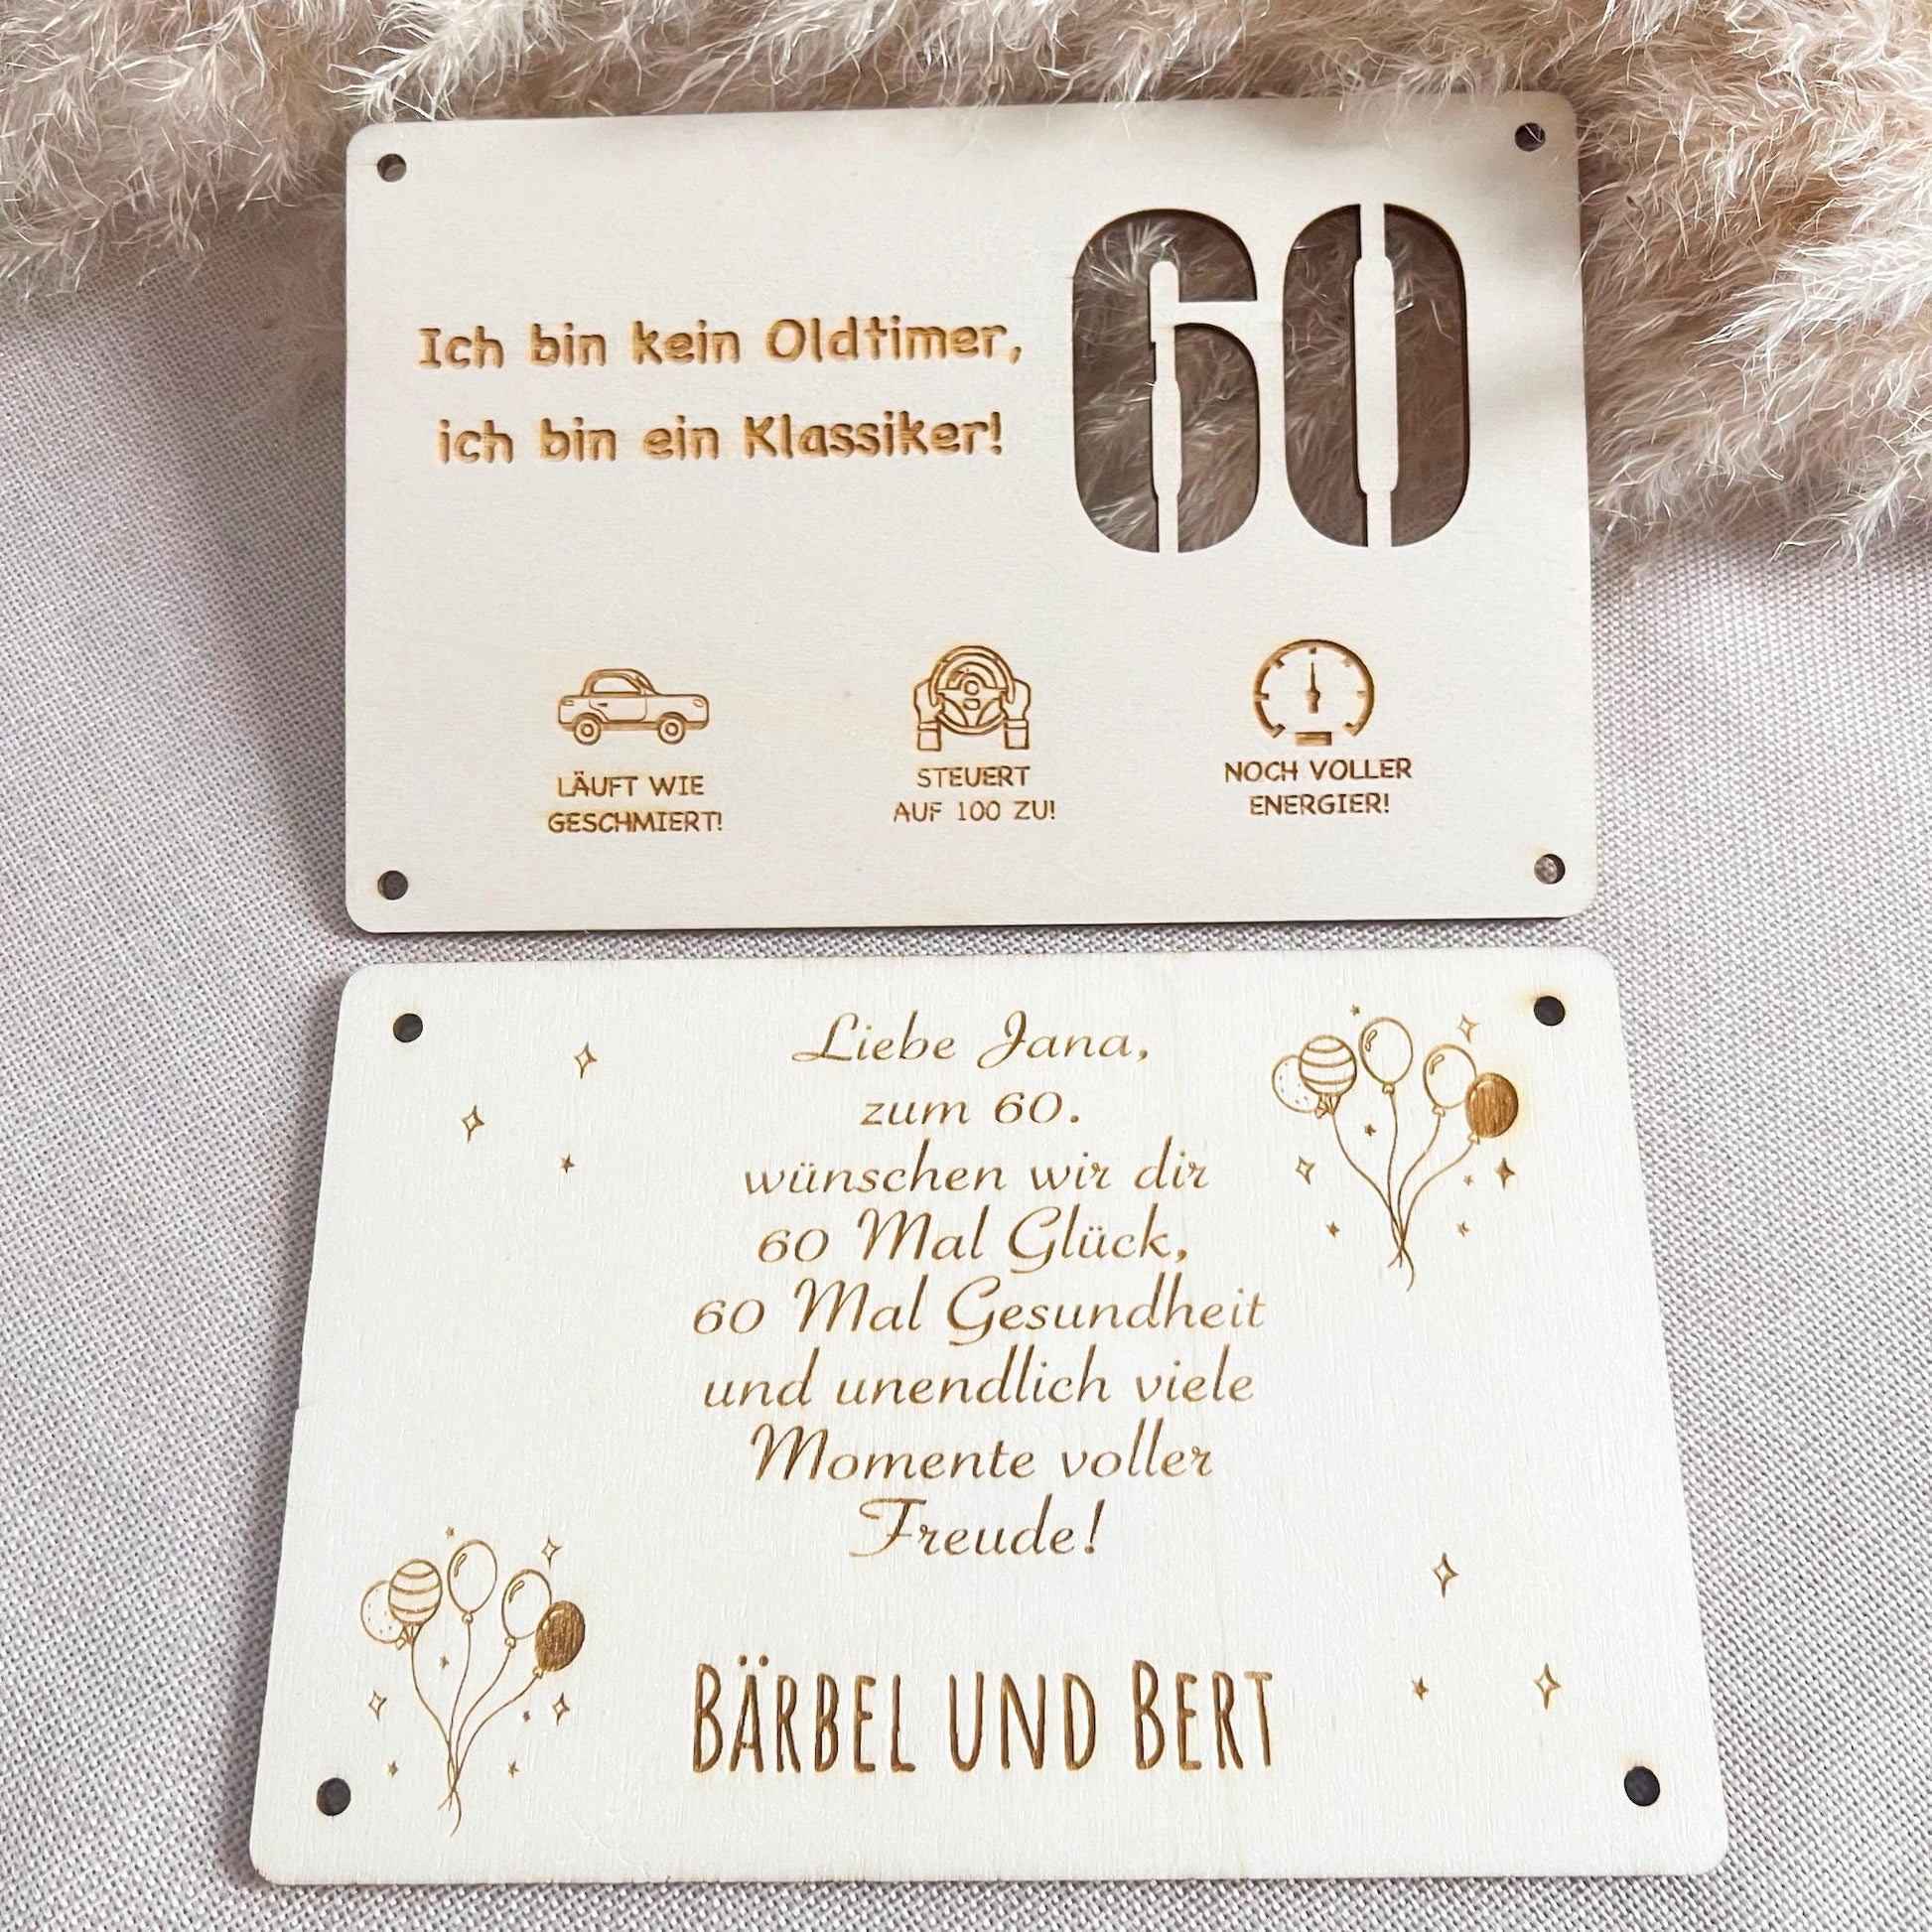 Ich bin kein Oldtimer,
ich bin ein Klassiker!
60
LÄUFT WIE
GESCHMIERT!
STEUERT
AUF 100 ZU!
NOCH VOLLER
ENERGIER!
Liebe Jana,
zum 60.
wünschen wir dir
60 Mal Glück,
60 Mal Gesundheit
und unendlich viele
Momente voller
Freude!
BÄRBEL UND BERT